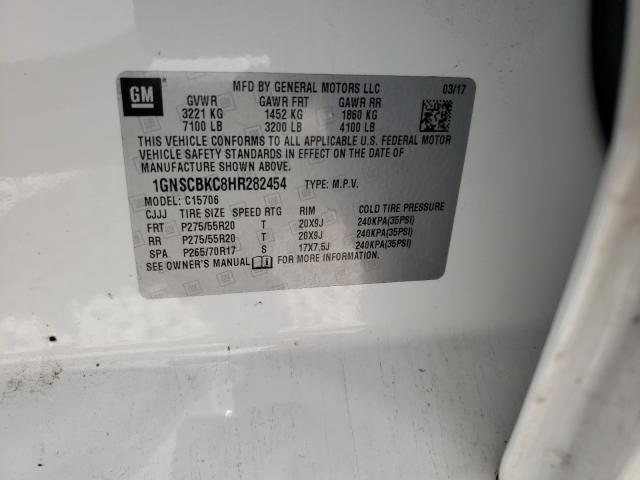 GM
MFD BY GENERAL MOTORS LLC 03/17
GVWR GAWR FRT GAWR RR
3221 KG 1452 KG 1860 KG
7100 LB 3200 LB 4100 LB
THIS VEHICLE CONFORMS TO ALL APPLICABLE U.S. FEDERAL MOTOR
VEHICLE SAFETY STANDARDS IN EFFECT ON THE DATE OF
MANUFACTURE SHOWN ABOVE.
1GNSCBKC8HR282454 TYPE: M.P.V.
MODEL: C15706
CJJJ TIRE SIZE SPEED RTG RIM COLD TIRE PRESSURE
FRT P275/55R20 T 20X9J 240KPA(35PSI)
RR P275/55R20 T 20X9J 240KPA(35PSI)
SPA P265/70R17 S 17X7.5J 240KPA(35PSI)
SEE OWNER'S MANUAL FOR MORE INFORMATION.